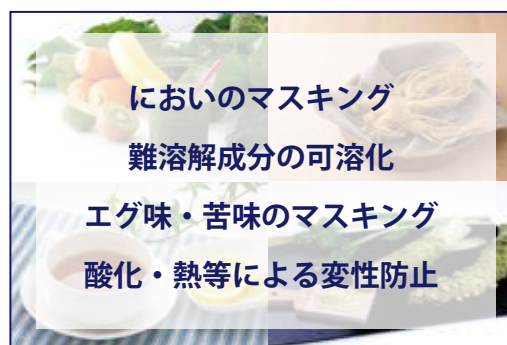 においのマスキング
難溶解成分の可溶化
エグ味・苦味のマスキング
酸化・熱等による変性防止